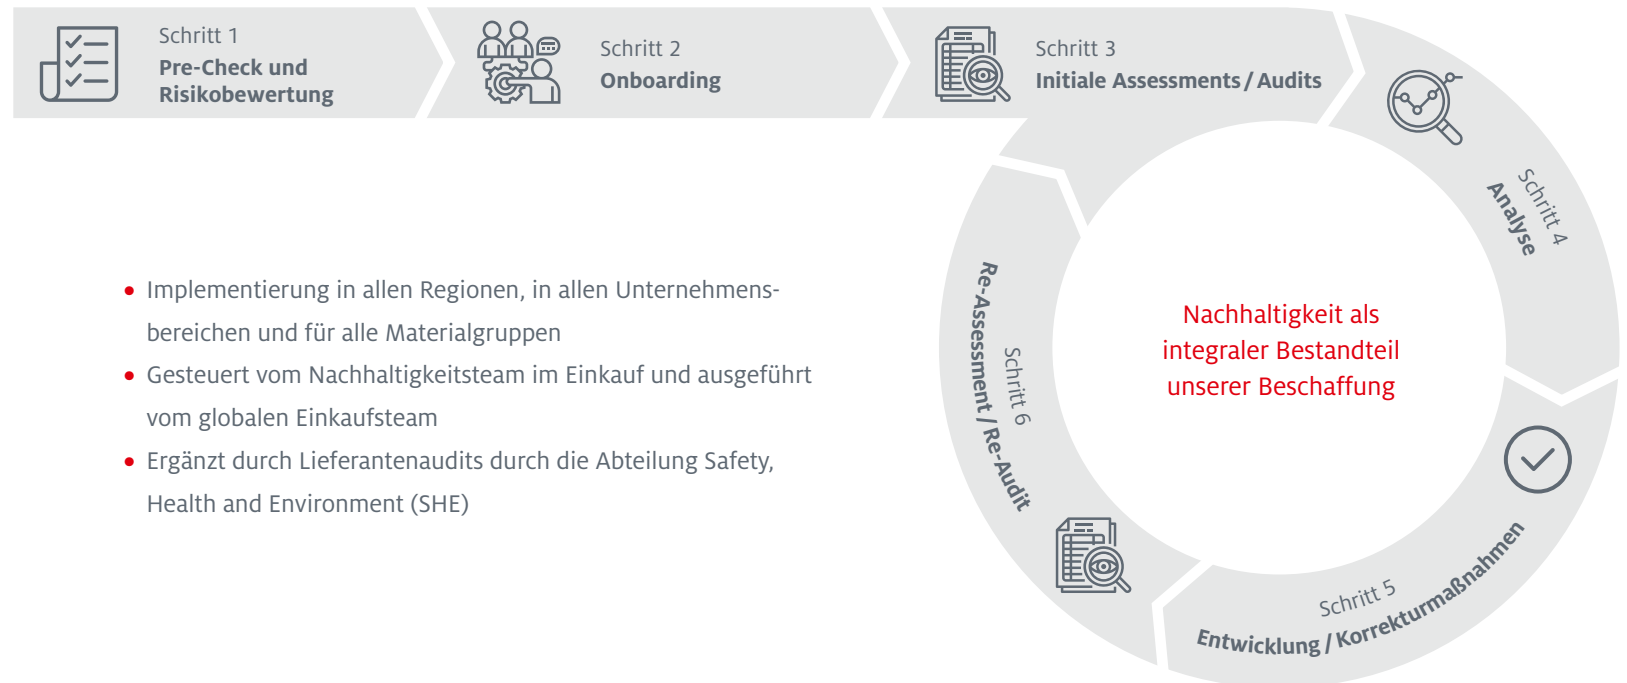 Schritt 1
Pre-Check und
Risikobewertung
Schritt 2
Onboarding
Schritt 3
Initiale Assessments / Audits
Schritt 4
Analyse
• Implementierung in allen Regionen, in allen Unternehmens-
bereichen und für alle Materialgruppen
• Gesteuert vom Nachhaltigkeitsteam im Einkauf und ausgeführt
vom globalen Einkaufsteam
• Ergänzt durch Lieferantenaudits durch die Abteilung Safety,
Health and Environment (SHE)
Nachhaltigkeit als
integraler Bestandteil
unserer Beschaffung
Schritt 5
Entwicklung / Korrekturmaßnahmen
Schritt 6
Re-Assessment / Re-Audit